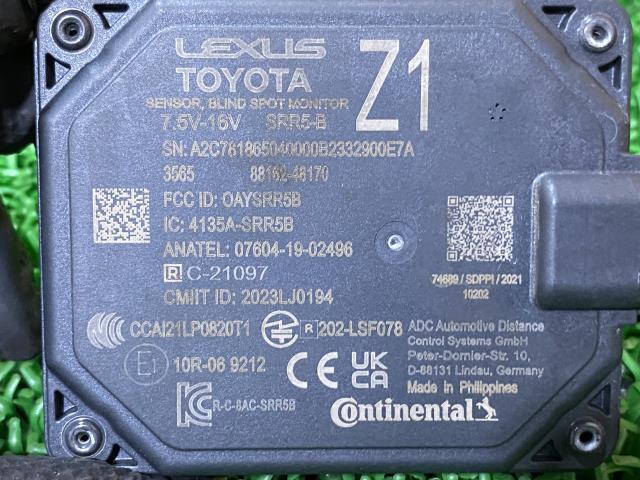 LEXUS
TOYOTA
Z1
SENSOR, BLIND SPOT MONITOR
7.5V-16V SRR5-B
SN: A2C781865040000B2332900E7A
3565 88162-48170
FCC ID: OAYSRR5B
IC: 4135A-SRR5B
ANATEL: 07604-19-02496
R C-21097
CMIIT ID: 2023LJ0194
74689 / SDPPI / 2021
10202
CCAI21LP0820T1
R 202-LSF078
ADC Automotive Distance
Control Systems GmbH
Peter-Dornier-Str. 10,
D-88131 Lindau, Germany
Made in Philippines
E1 10R-06 9212
CE UK CA
R-C-8AC-SRR5B
Continental